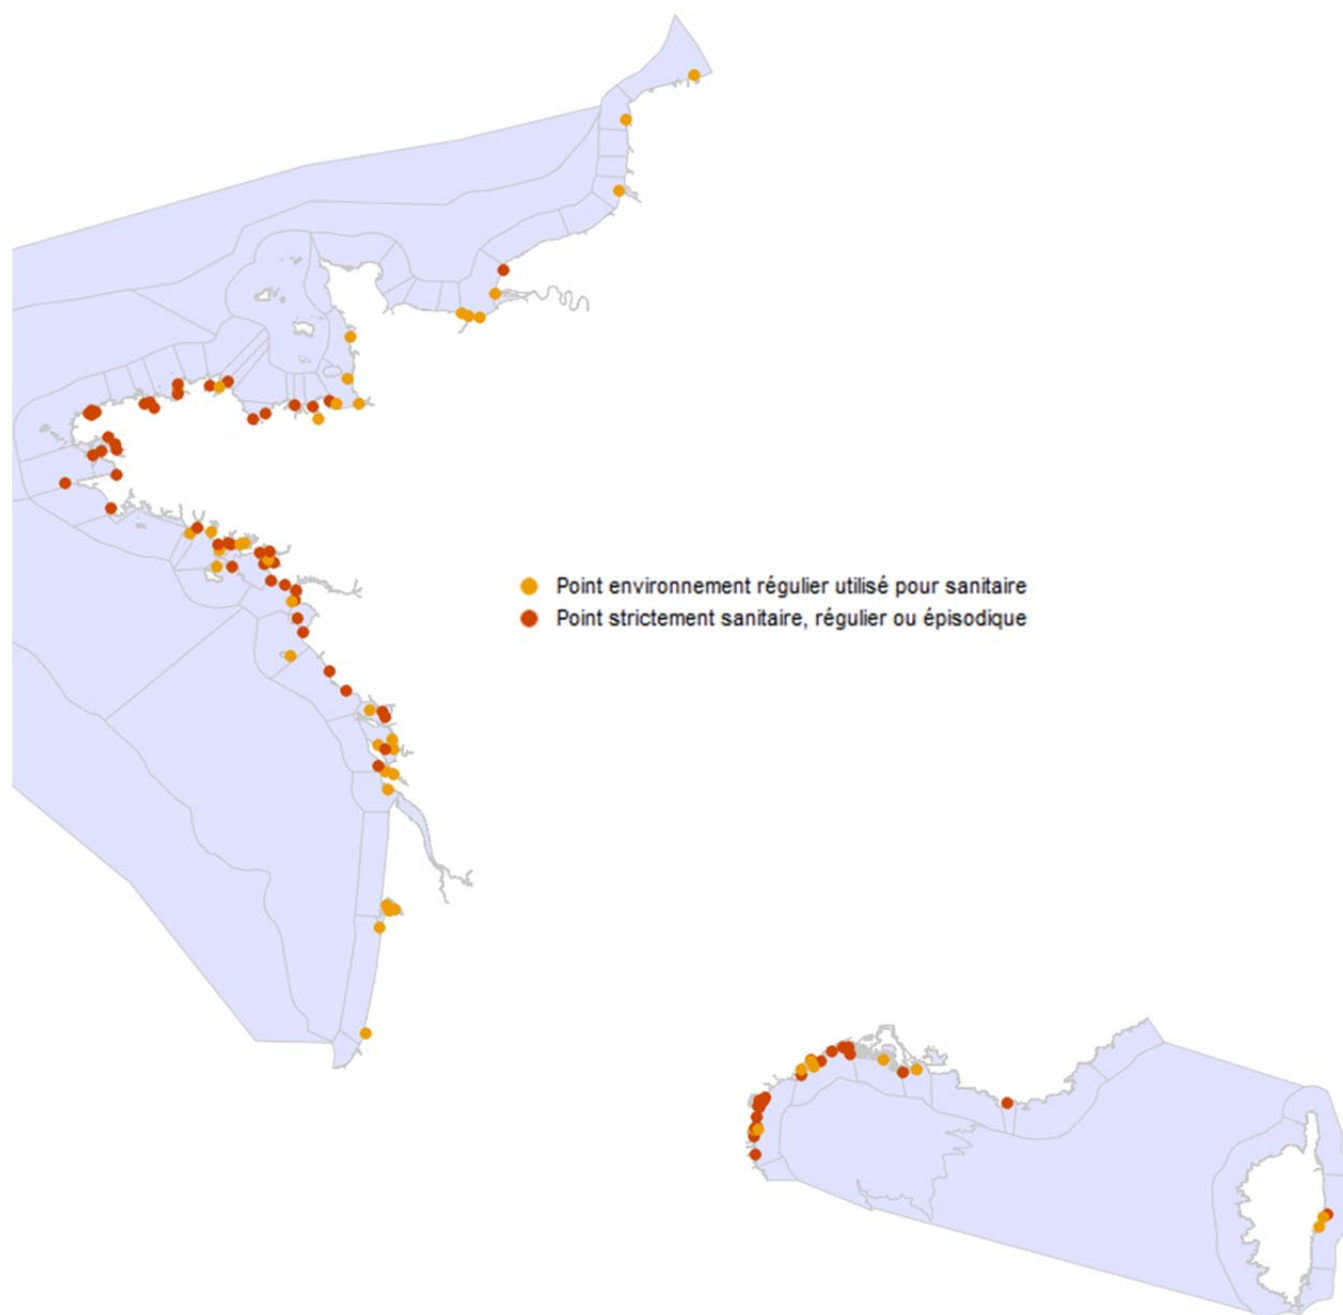 Point environnement régulier utilisé pour sanitaire
Point strictement sanitaire, régulier ou épisodique